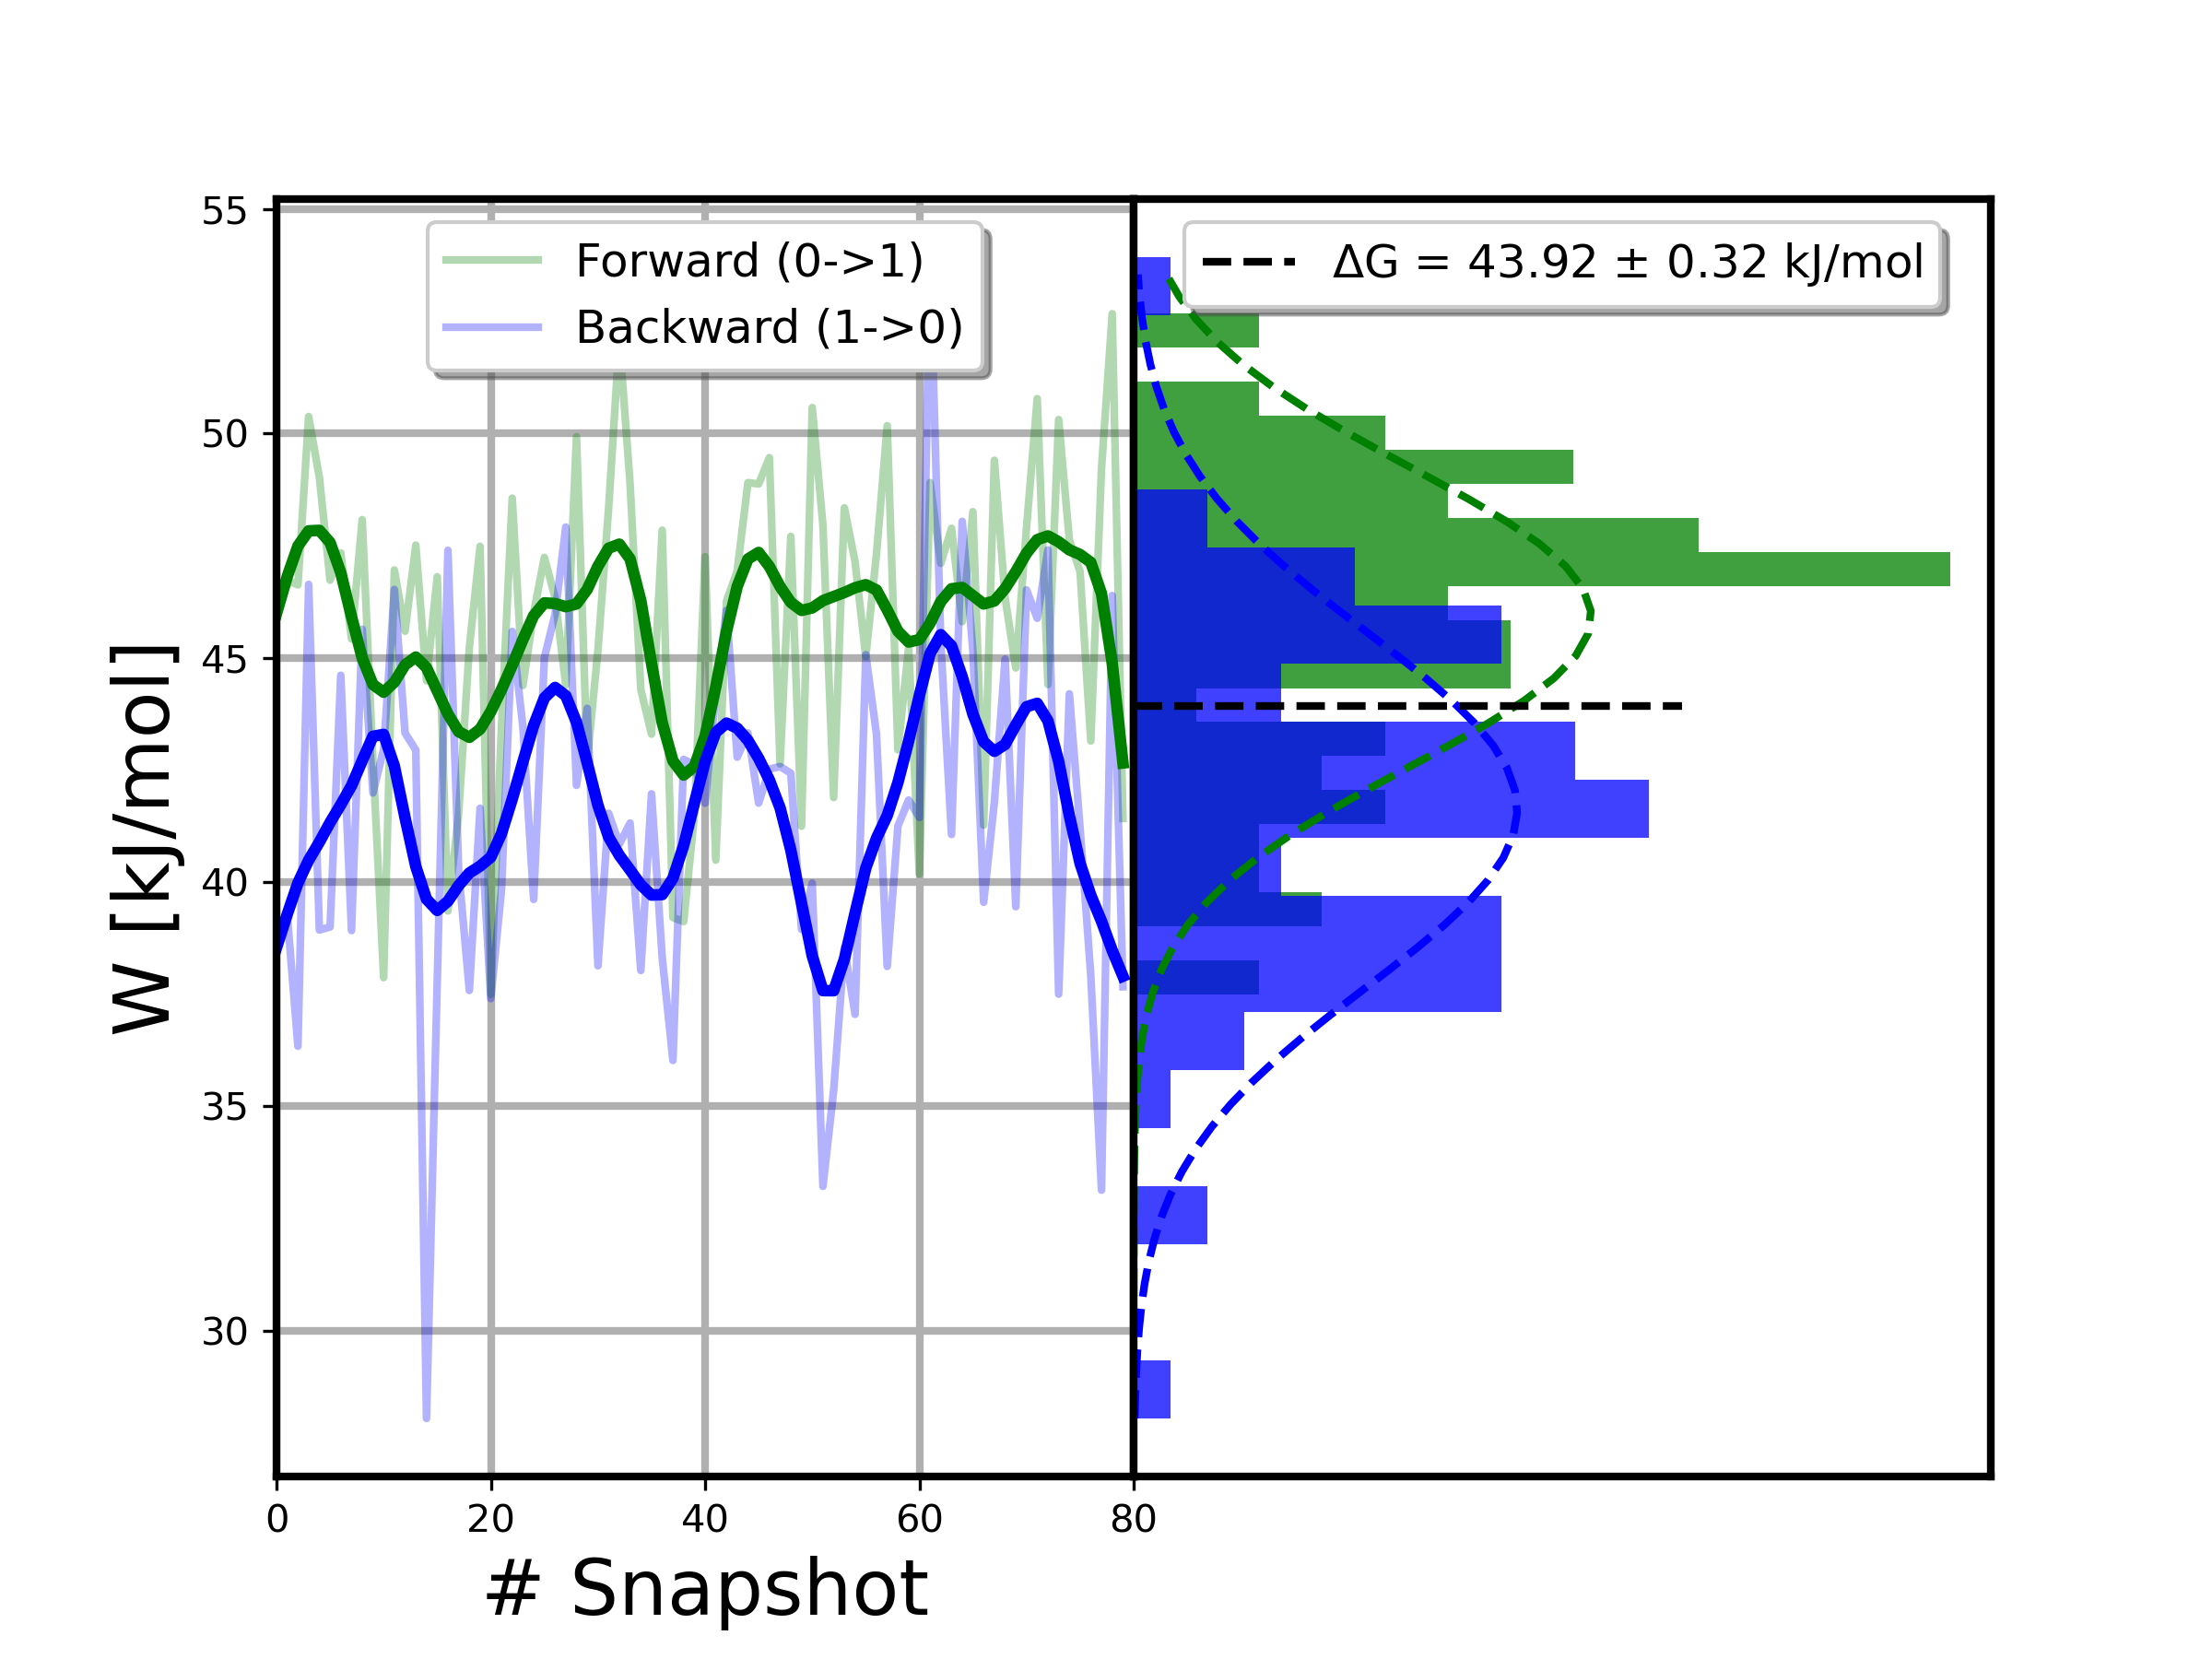 Forward (0->1)
Backward (1->0)
ΔG = 43.92 ± 0.32 kJ/mol
55
50
45
40
35
30
W [kJ/mol]
0 20 40 60 80
# Snapshot